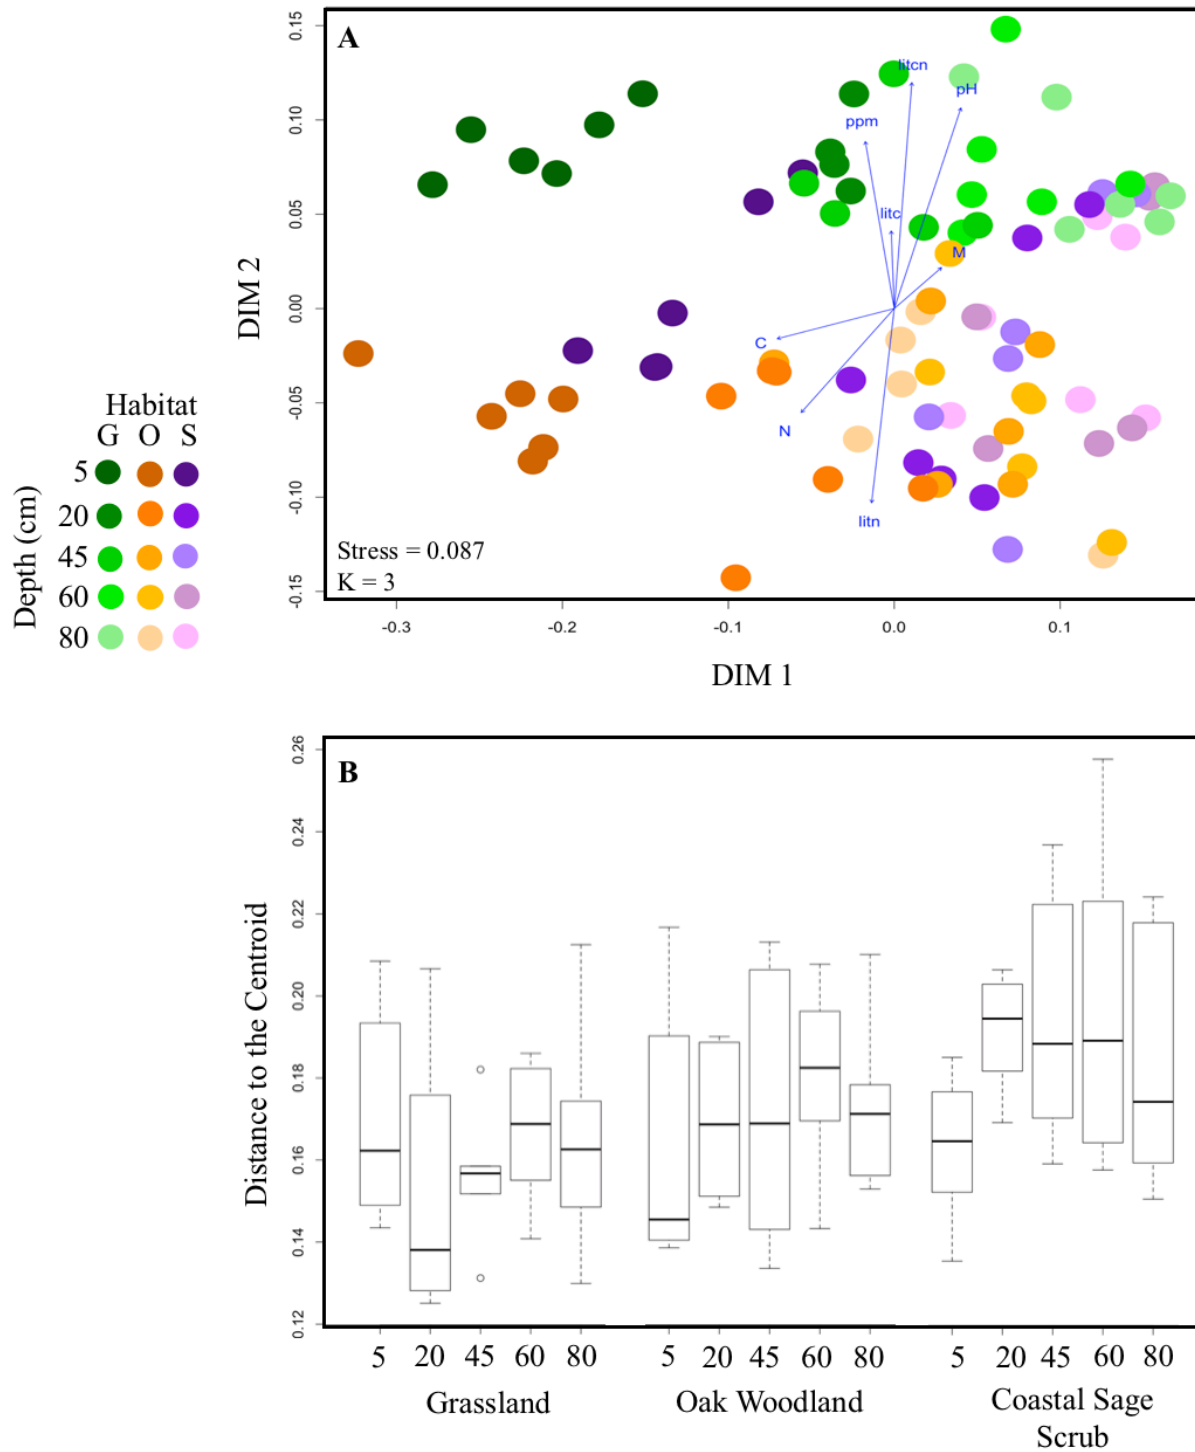 A
0.15
0.10
0.05
0.00
-0.05
-0.10
-0.15
DIM 2
litcn
pH
ppm
litc
M
C
N
litn
Stress = 0.087
K = 3
-0.3
-0.2
-0.1
0.0
0.1
DIM 1
Habitat
G O S
Depth (cm)
5
20
45
60
80
B
0.26
0.24
0.22
0.20
0.18
0.16
0.14
0.12
Distance to the Centroid
5 20 45 60 80 5 20 45 60 80 5 20 45 60 80
Grassland
Oak Woodland
Coastal Sage
Scrub